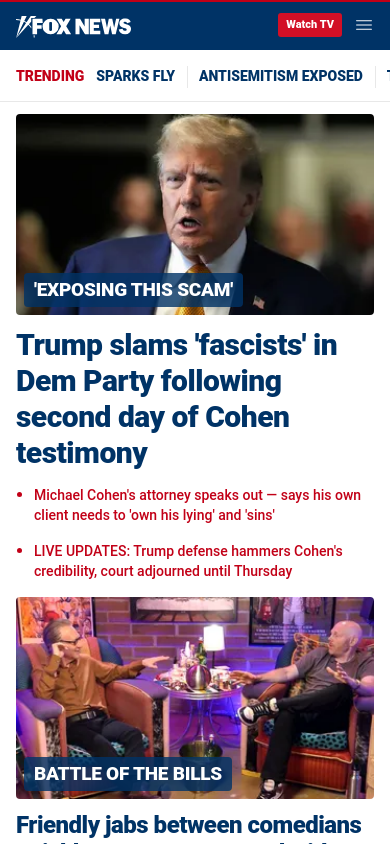 FOX NEWS
Watch TV
TRENDING SPARKS FLY ANTISEMITISM EXPOSED
'EXPOSING THIS SCAM'
Trump slams 'fascists' in
Dem Party following
second day of Cohen
testimony
Michael Cohen's attorney speaks out — says his own
client needs to 'own his lying' and 'sins'
LIVE UPDATES: Trump defense hammers Cohen's
credibility, court adjourned until Thursday
BATTLE OF THE BILLS
Friendly jabs between comedians